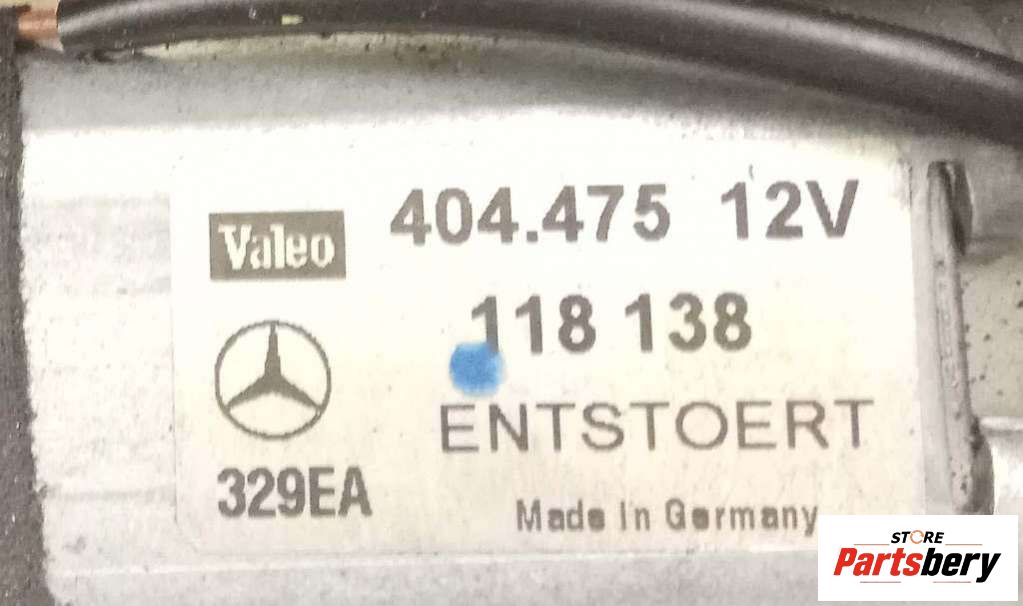 Valeo 404.475 12V
118 138
ENTSTOERT
329EA
Made In Germany
STORE
Partsbery